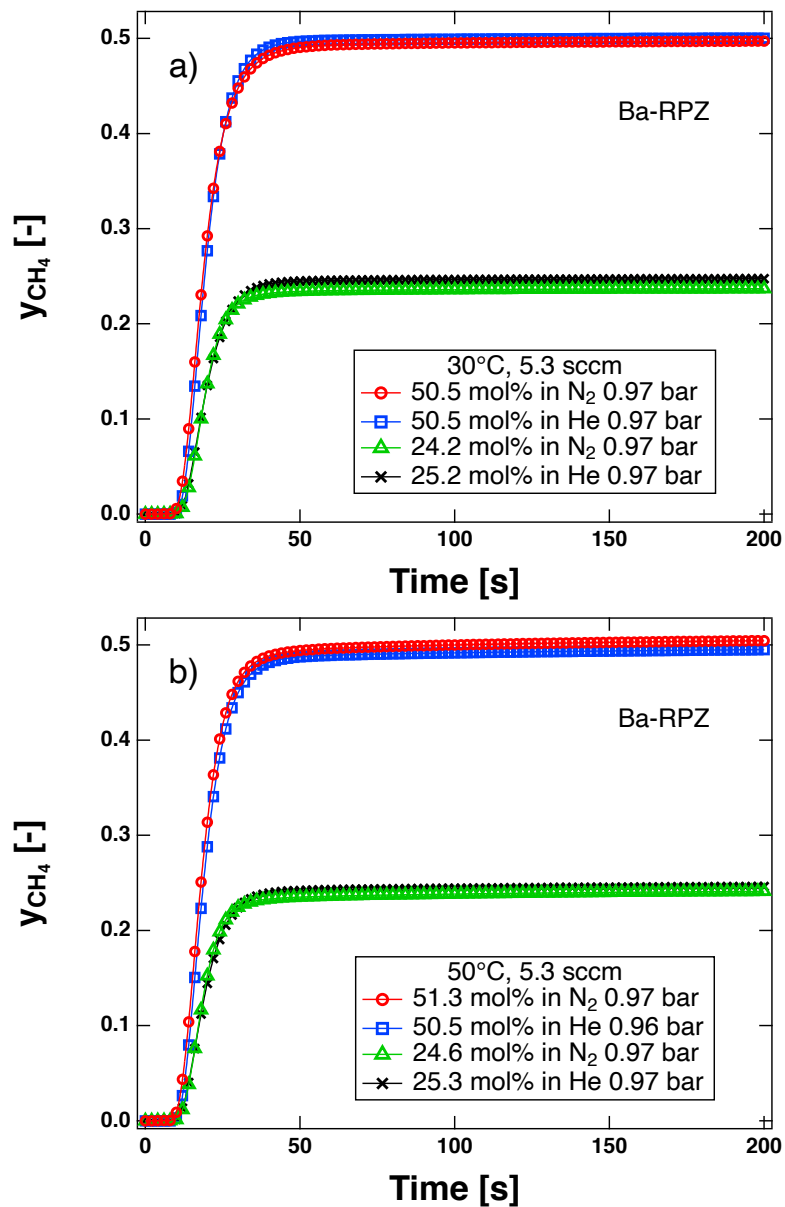 a)
Ba-RPZ
0.5
0.4
0.3
0.2
0.1
0.0
yCH₄ [-]
30°C, 5.3 sccm
50.5 mol% in N₂ 0.97 bar
50.5 mol% in He 0.97 bar
24.2 mol% in N₂ 0.97 bar
25.2 mol% in He 0.97 bar
0 50 100 150 200
Time [s]
b)
Ba-RPZ
0.5
0.4
0.3
0.2
0.1
0.0
yCH₄ [-]
50°C, 5.3 sccm
51.3 mol% in N₂ 0.97 bar
50.5 mol% in He 0.96 bar
24.6 mol% in N₂ 0.97 bar
25.3 mol% in He 0.97 bar
0 50 100 150 200
Time [s]